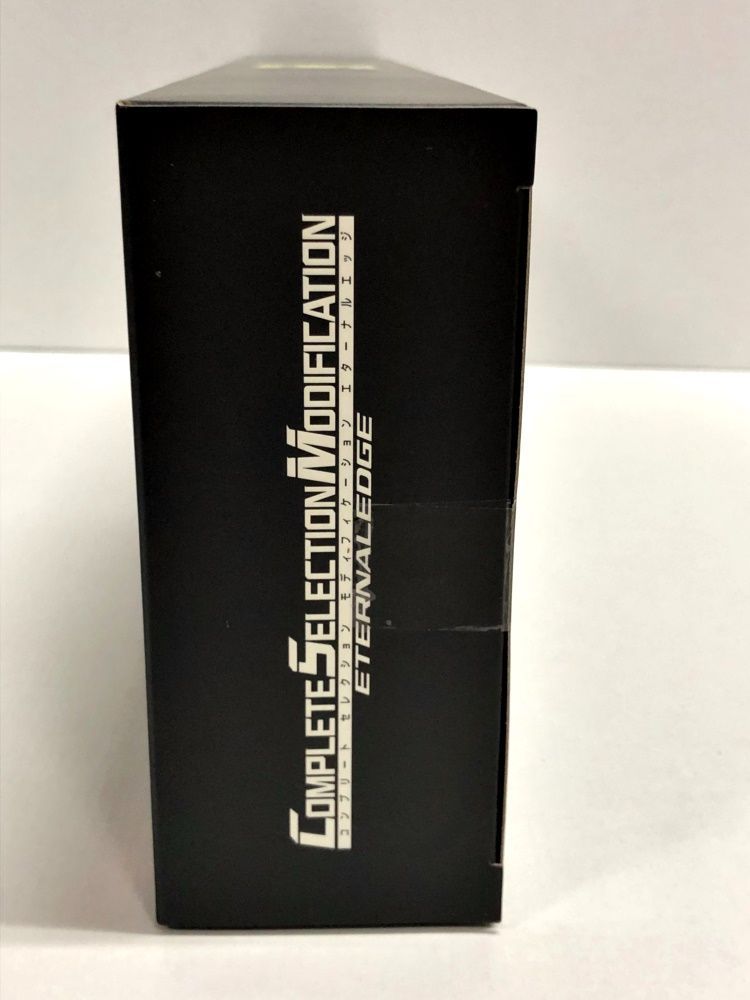 COMPLETE SELECTION MODIFICATION
コンプリート セレクション モディフィケーション エターナル エッジ
ETERNALEDGE